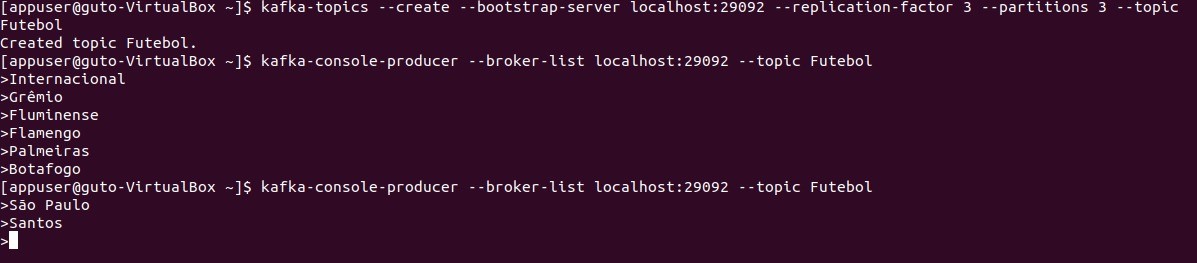 [appuser@guto-VirtualBox ~]$ kafka-topics --create --bootstrap-server localhost:29092 --replication-factor 3 --partitions 3 --topic
Futebol
Created topic Futebol.
[appuser@guto-VirtualBox ~]$ kafka-console-producer --broker-list localhost:29092 --topic Futebol
>Internacional
>Grêmio
>Fluminense
>Flamengo
>Palmeiras
>Botafogo
[appuser@guto-VirtualBox ~]$ kafka-console-producer --broker-list localhost:29092 --topic Futebol
>São Paulo
>Santos
>